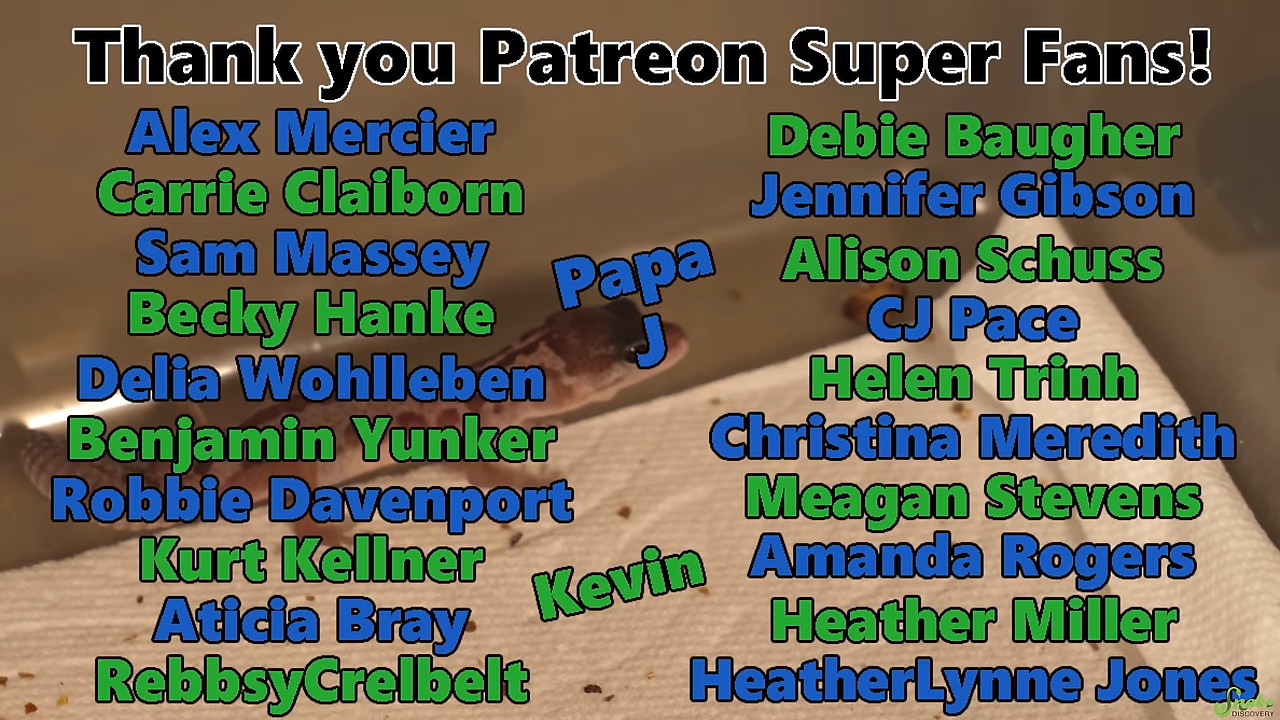 Thank you Patreon Super Fans!
Alex Mercier
Carrie Claiborn
Sam Massey
Becky Hanke
Delia Wohlleben
Benjamin Yunker
Robbie Davenport
Kurt Kellner
Aticia Bray
RebbsyCrelbelt
Papa
J
Kevin
Debie Baugher
Jennifer Gibson
Alison Schuss
CJ Pace
Helen Trinh
Christina Meredith
Meagan Stevens
Amanda Rogers
Heather Miller
HeatherLynne Jones
DISCOVERY